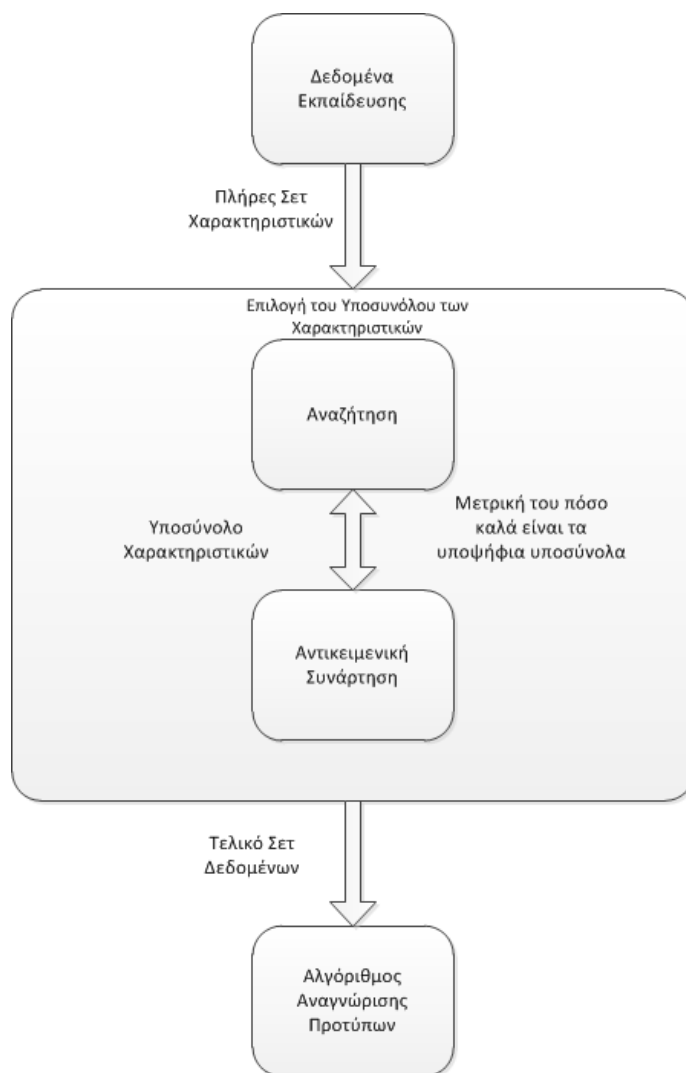 Δεδομένα
Εκπαίδευσης
Πλήρες Σετ
Χαρακτηριστικών
Επιλογή του Υποσυνόλου των
Χαρακτηριστικών
Αναζήτηση
Υποσύνολο
Χαρακτηριστικών
Μετρική του πόσο
καλά είναι τα
υποψήφια υποσύνολα
Αντικειμενική
Συνάρτηση
Τελικό Σετ
Δεδομένων
Αλγόριθμος
Αναγνώρισης
Προτύπων